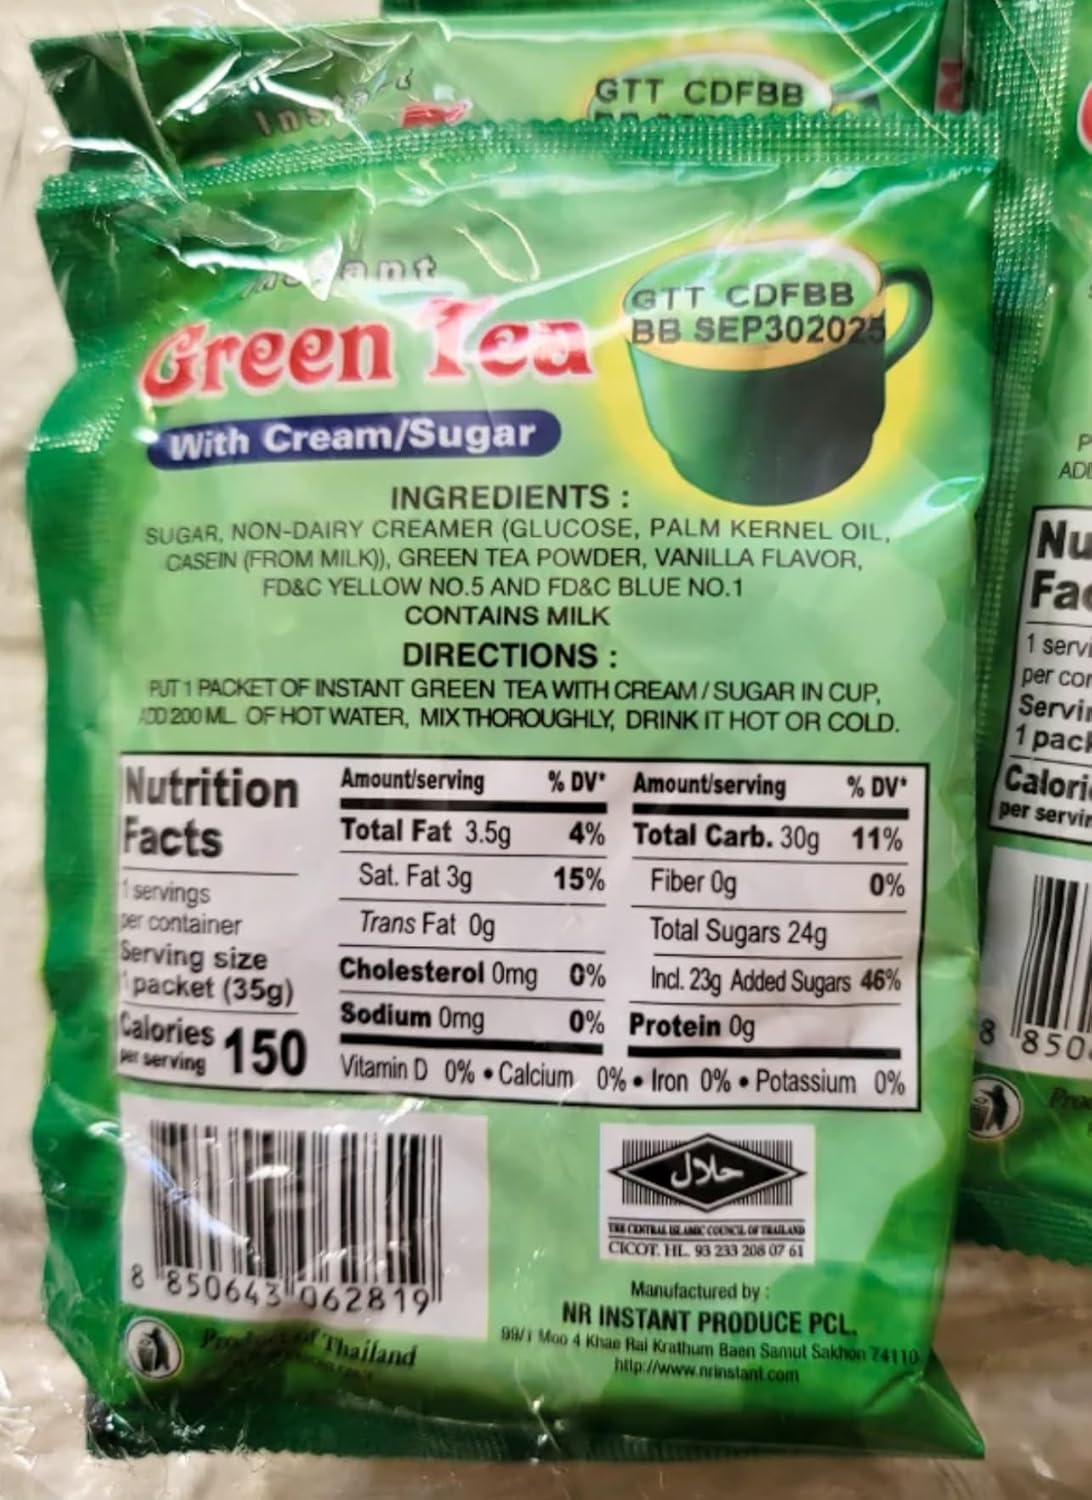 GTT CDFBB
Instant
GTT CDFBB
BB SEP302025
Green Tea
With Cream/Sugar
INGREDIENTS :
SUGAR, NON-DAIRY CREAMER (GLUCOSE, PALM KERNEL OIL,
CASEIN (FROM MILK)), GREEN TEA POWDER, VANILLA FLAVOR,
FD&C YELLOW NO.5 AND FD&C BLUE NO.1
CONTAINS MILK
DIRECTIONS :
PUT 1 PACKET OF INSTANT GREEN TEA WITH CREAM / SUGAR IN CUP,
ADD 200 ML. OF HOT WATER, MIX THOROUGHLY, DRINK IT HOT OR COLD.
Nutrition
Facts
1 servings
per container
Serving size
1 packet (35g)
Calories
per serving 150
Amount/serving % DV*
Total Fat 3.5g 4%
Sat. Fat 3g 15%
Trans Fat 0g
Cholesterol 0mg 0%
Sodium 0mg 0%
Amount/serving % DV*
Total Carb. 30g 11%
Fiber 0g 0%
Total Sugars 24g
Incl. 23g Added Sugars 46%
Protein 0g
Vitamin D 0% • Calcium 0% • Iron 0% • Potassium 0%
8 850643 062819
Product of Thailand
حلال
THE CENTRAL ISLAMIC COUNCIL OF THAILAND
CICOT. HL. 93 233 208 07 61
Manufactured by :
NR INSTANT PRODUCE PCL.
99/1 Moo 4 Khae Rai Krathum Baen Samut Sakhon 74110
http://www.nrinstant.com
Nu
Fac
1 servi
per con
Servin
1 pack
Calori
per servin
8 850